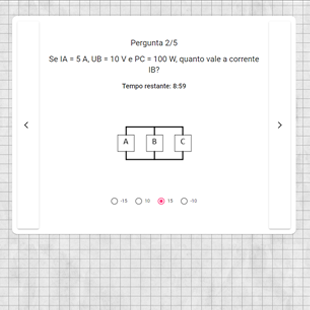 Pergunta 2/5
Se IA = 5 A, UB = 10 V e PC = 100 W, quanto vale a corrente
IB?
Tempo restante: 8:59
A B C
-15 10 15 -10